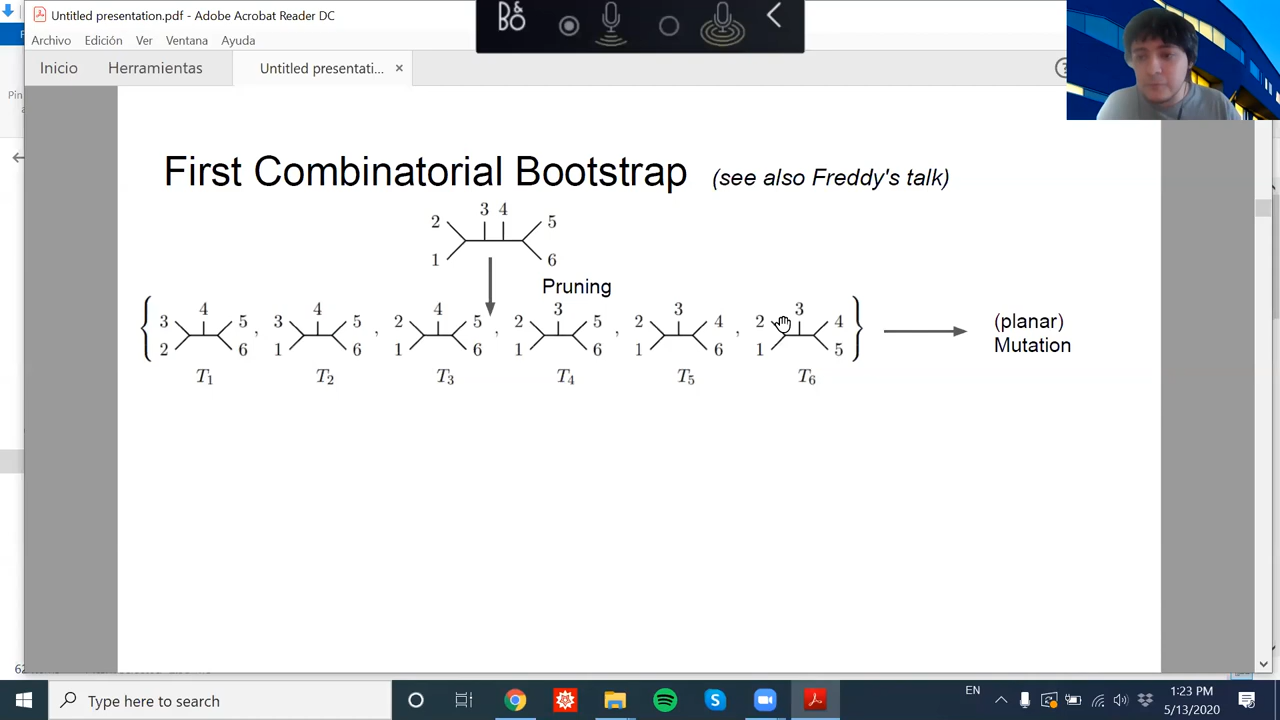 Untitled presentation.pdf - Adobe Acrobat Reader DC
Archivo Edición Ver Ventana Ayuda
Inicio Herramientas Untitled presentati... ×
B&O
First Combinatorial Bootstrap (see also Freddy's talk)
2 3 4 5
1 6
Pruning
{ 3 4 5 , 3 4 5 , 2 4 5 , 2 3 5 , 2 3 4 , 2 3 4 }
2 6 1 6 1 6 1 6 1 6 1 5
T1 T2 T3 T4 T5 T6
(planar)
Mutation
Type here to search
EN
1:23 PM
5/13/2020